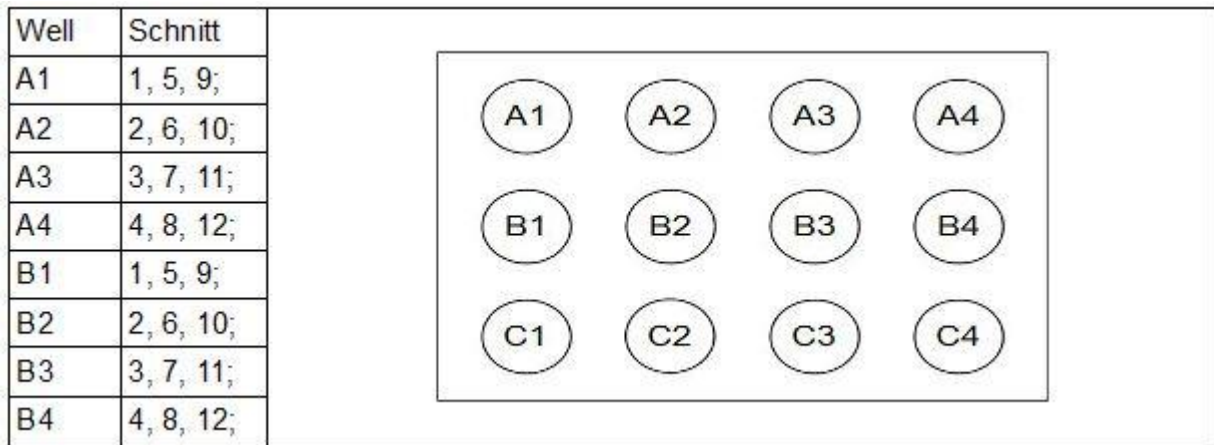 Well Schnitt
A1 1, 5, 9;
A2 2, 6, 10;
A3 3, 7, 11;
A4 4, 8, 12;
B1 1, 5, 9;
B2 2, 6, 10;
B3 3, 7, 11;
B4 4, 8, 12;
A1 A2 A3 A4
B1 B2 B3 B4
C1 C2 C3 C4